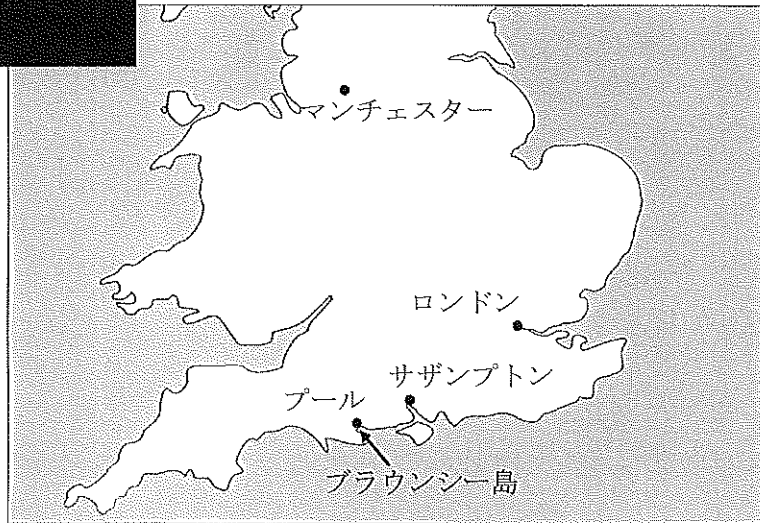 マンチェスター
ロンドン
サザンプトン
プール
ブラウンシー島